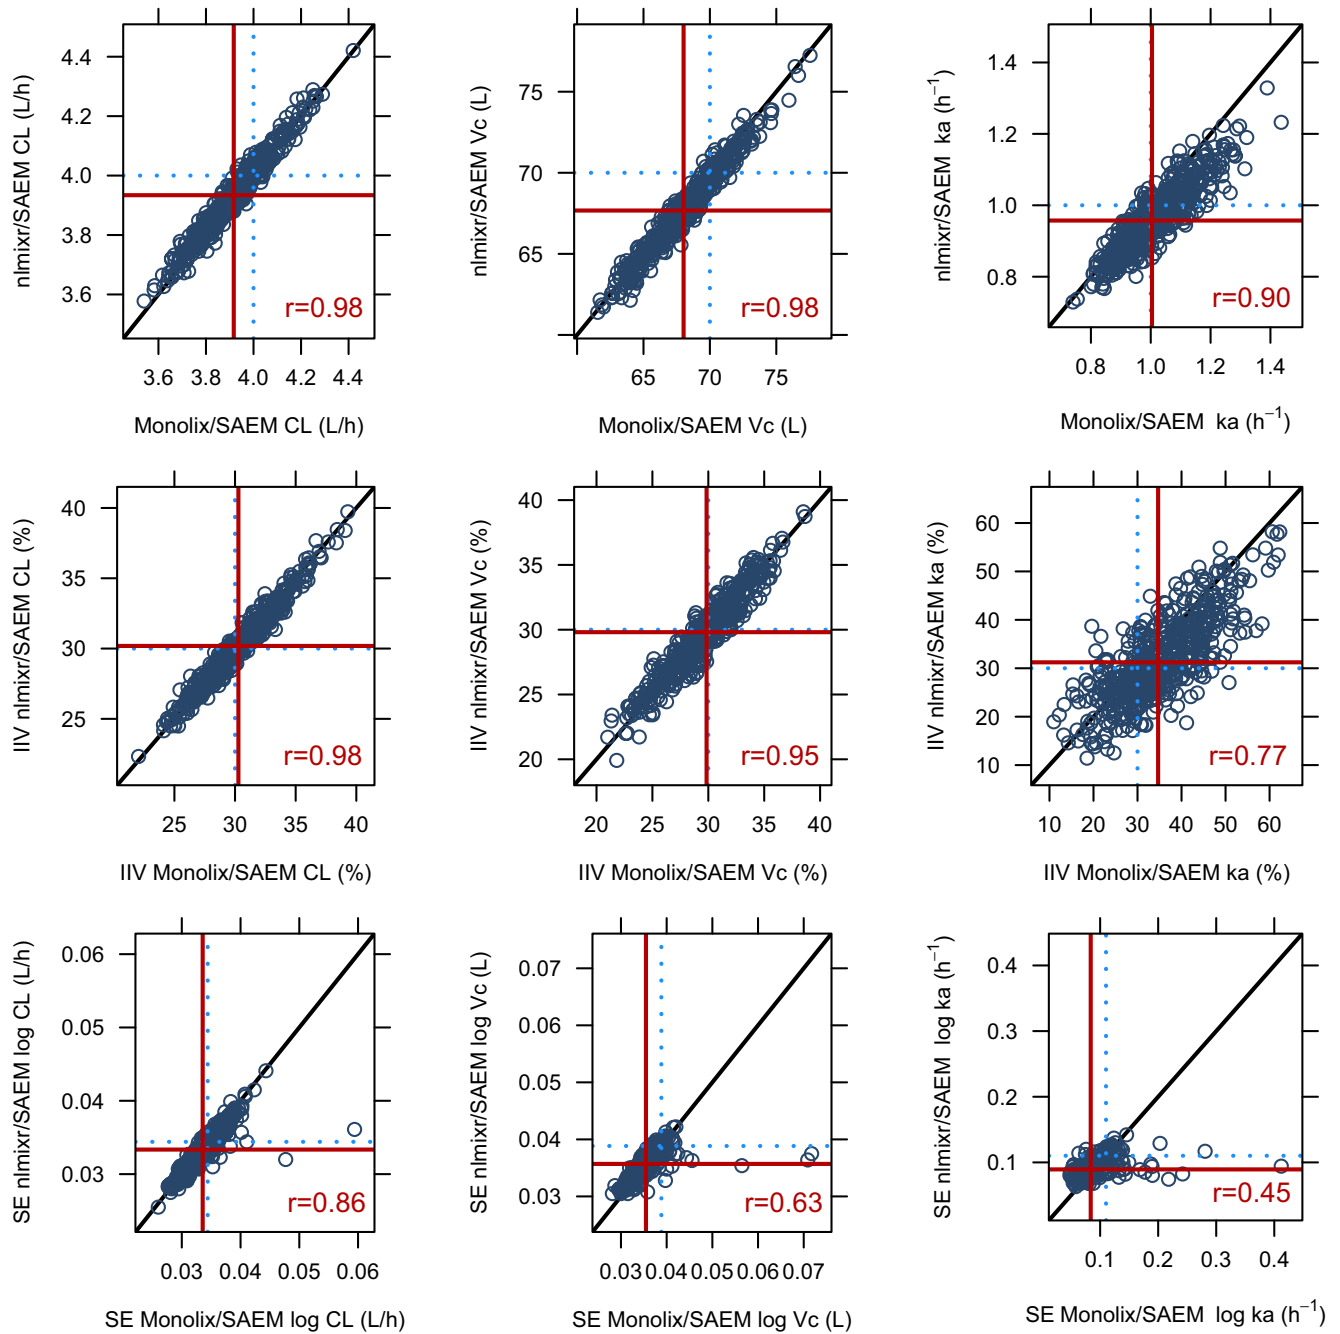 nlmixr/SAEM CL (L/h)
4.4
4.2
4.0
3.8
3.6
r=0.98
3.6 3.8 4.0 4.2 4.4
Monolix/SAEM CL (L/h)
nlmixr/SAEM Vc (L)
75
70
65
r=0.98
65 70 75
Monolix/SAEM Vc (L)
nlmixr/SAEM ka (h⁻¹)
1.4
1.2
1.0
0.8
r=0.90
0.8 1.0 1.2 1.4
Monolix/SAEM ka (h⁻¹)
IIV nlmixr/SAEM CL (%)
40
35
30
25
r=0.98
25 30 35 40
IIV Monolix/SAEM CL (%)
IIV nlmixr/SAEM Vc (%)
40
35
30
25
20
r=0.95
20 25 30 35 40
IIV Monolix/SAEM Vc (%)
IIV nlmixr/SAEM ka (%)
60
50
40
30
20
10
r=0.77
10 20 30 40 50 60
IIV Monolix/SAEM ka (%)
SE nlmixr/SAEM log CL (L/h)
0.06
0.05
0.04
0.03
r=0.86
0.03 0.04 0.05 0.06
SE Monolix/SAEM log CL (L/h)
SE nlmixr/SAEM log Vc (L)
0.07
0.06
0.05
0.04
0.03
r=0.63
0.03 0.04 0.05 0.06 0.07
SE Monolix/SAEM log Vc (L)
SE nlmixr/SAEM log ka (h⁻¹)
0.4
0.3
0.2
0.1
r=0.45
0.1 0.2 0.3 0.4
SE Monolix/SAEM log ka (h⁻¹)